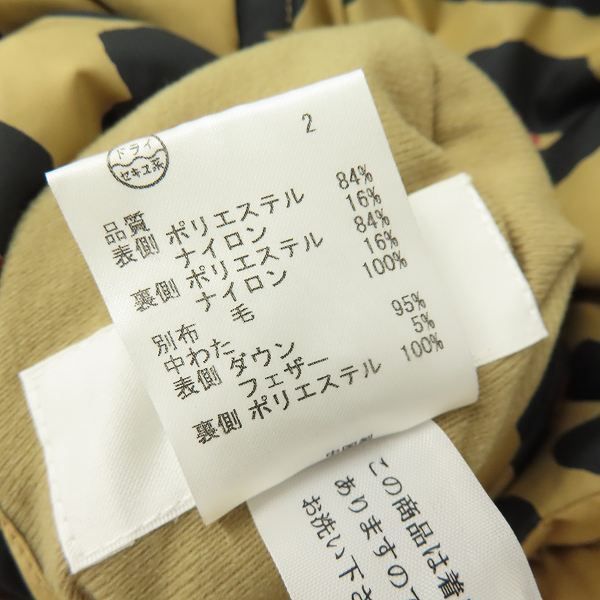 2
ドライ
セキユ系
品質
表側 ポリエステル 84%
ナイロン 16%
裏側 ポリエステル 84%
ナイロン 16%
別布 毛 100%
中わた
表側 ダウン 95%
フェザー 5%
裏側 ポリエステル 100%
中国製
この商品は着
ありますので
お洗い下さ